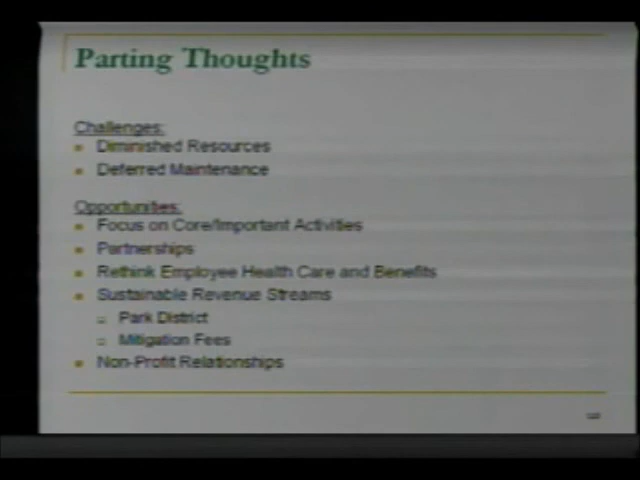 Parting Thoughts
Challenges:
Diminished Resources
Deferred Maintenance
Opportunities:
Focus on Core/Important Activities
Partnerships
Rethink Employee Health Care and Benefits
Sustainable Revenue Streams
Park District
Mitigation Fees
Non-Profit Relationships